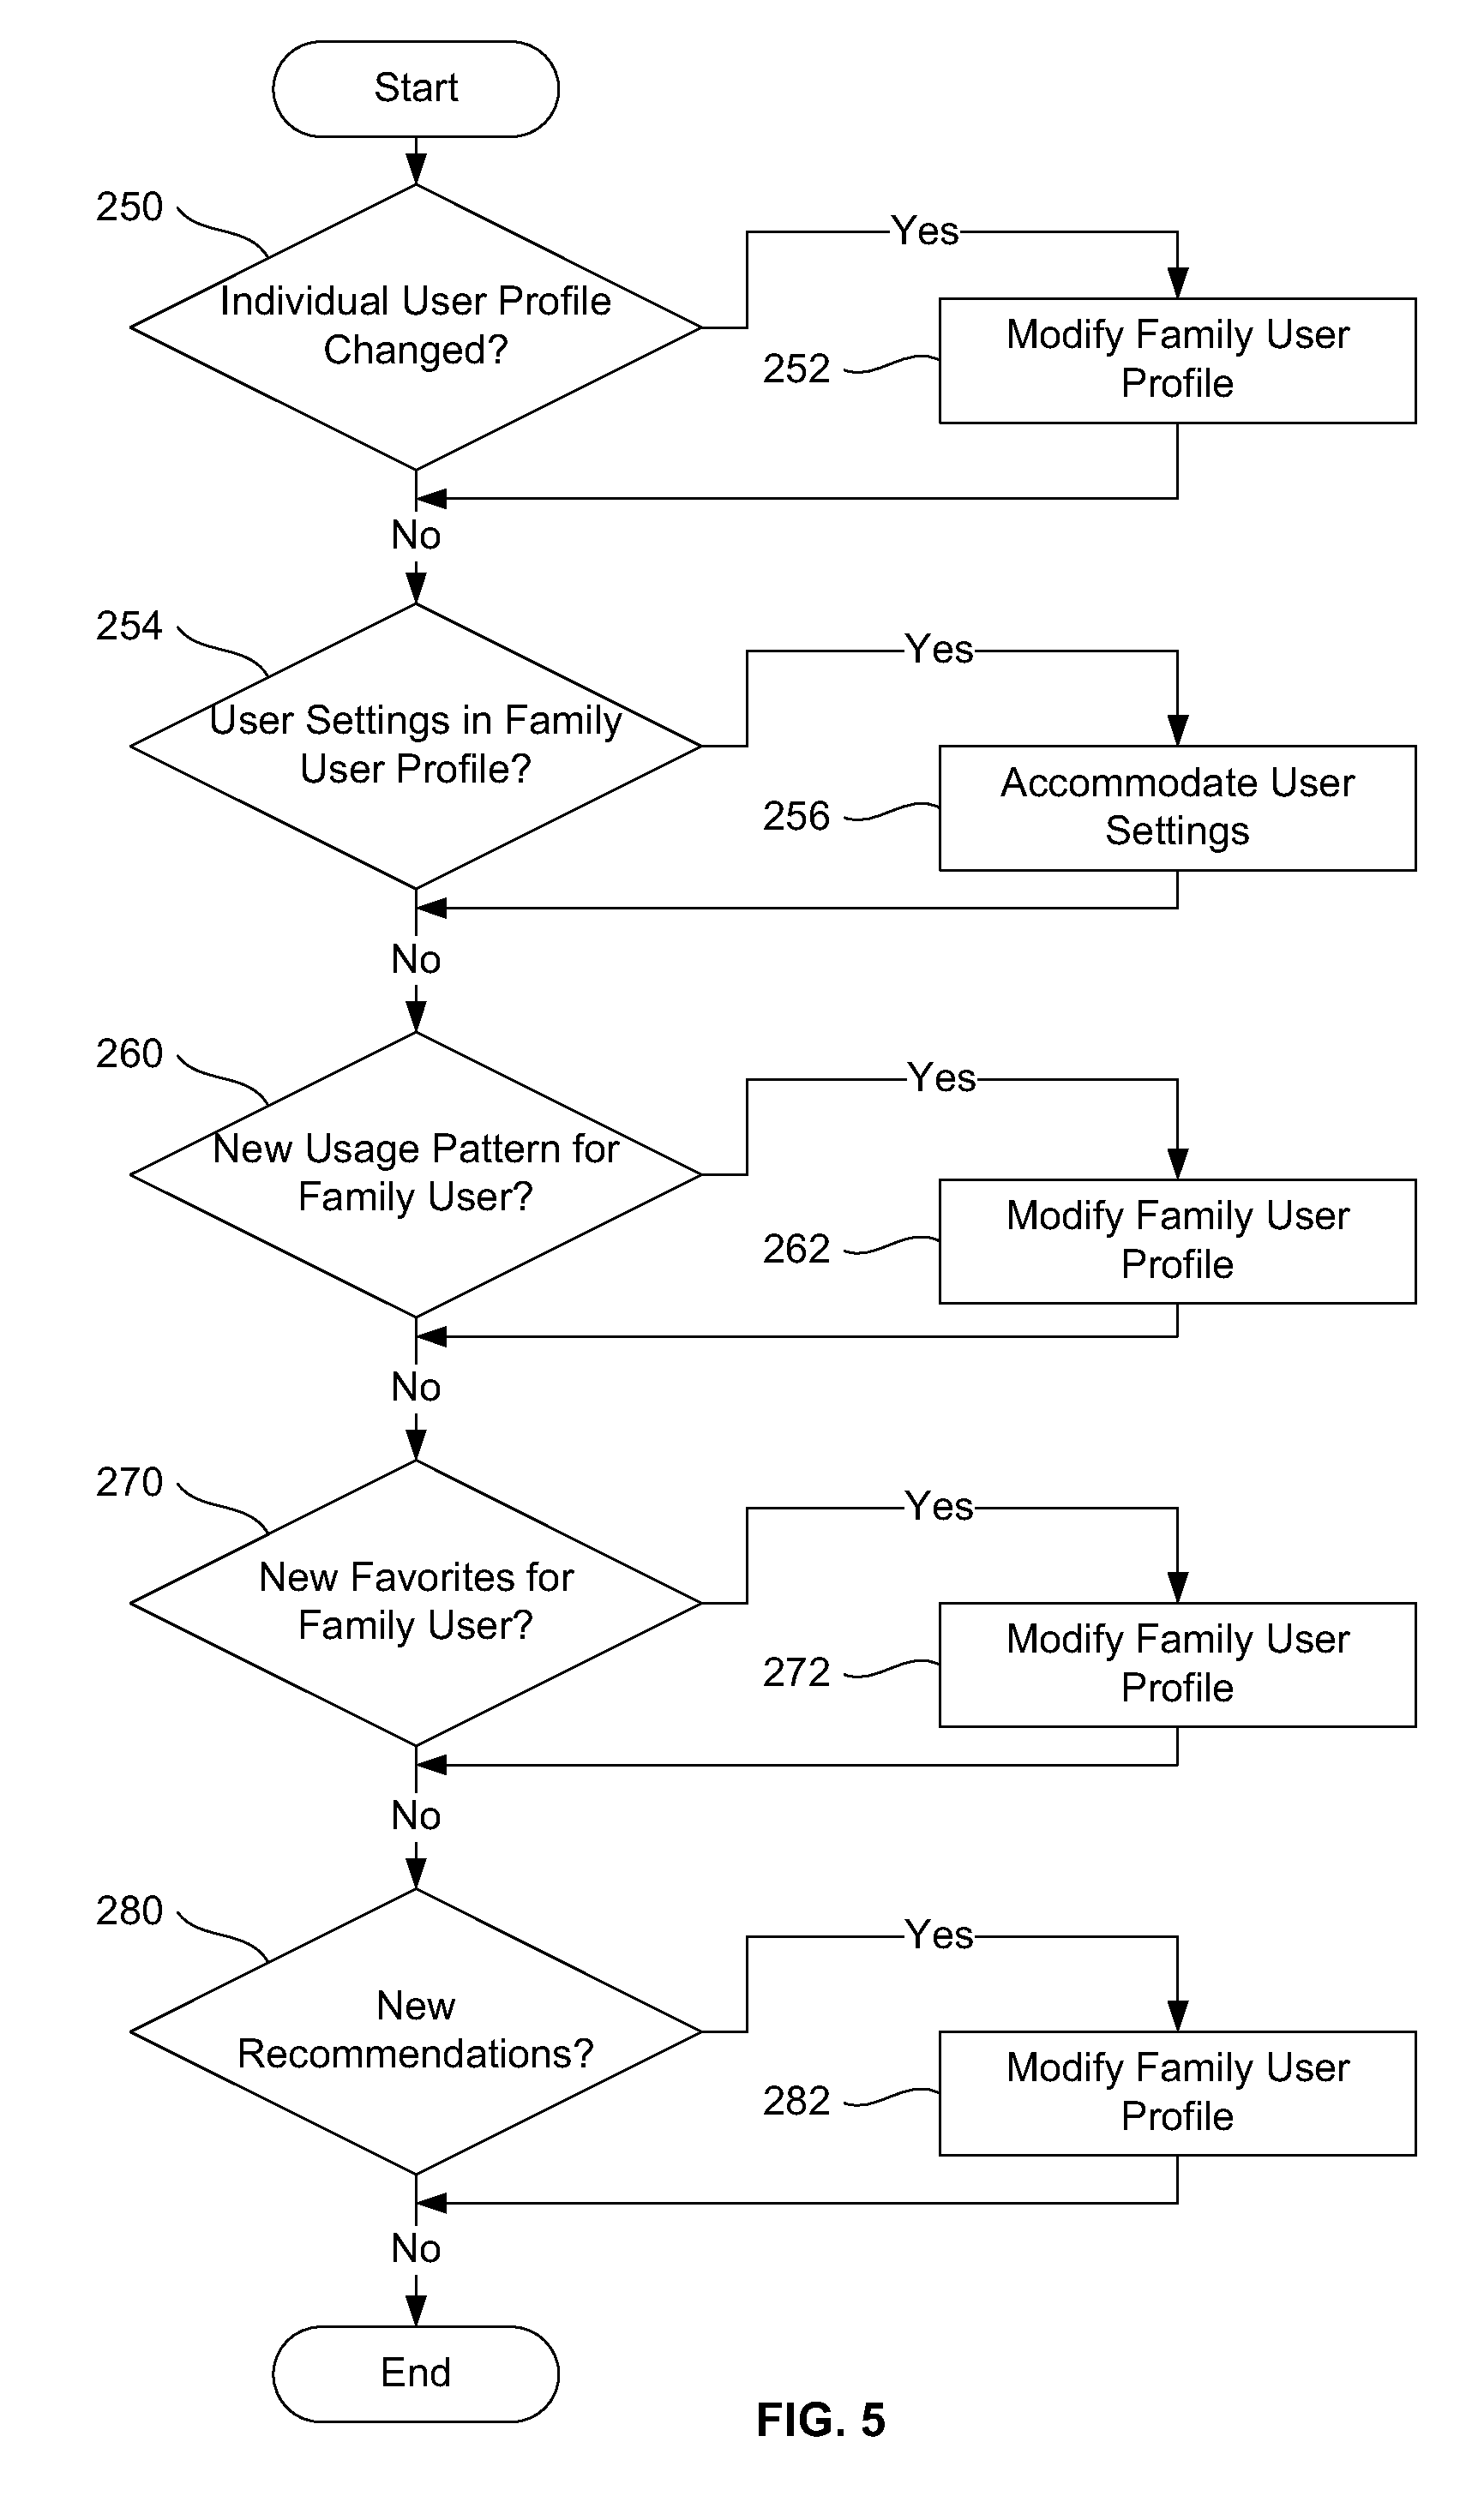 Start
250
Individual User Profile
Changed?
Yes
Modify Family User
Profile
252
No
254
User Settings in Family
User Profile?
Yes
Accommodate User
Settings
256
No
260
New Usage Pattern for
Family User?
Yes
Modify Family User
Profile
262
No
270
New Favorites for
Family User?
Yes
Modify Family User
Profile
272
No
280
New
Recommendations?
Yes
Modify Family User
Profile
282
No
End
FIG. 5